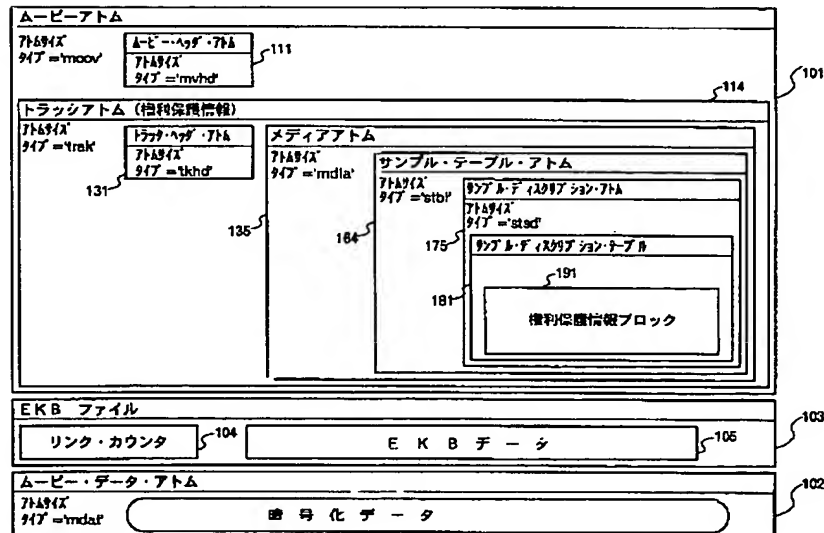 ムービーアトム
ｱﾄﾑｻｲｽﾞ
ﾀｲﾌﾟ='moov'
ﾑｰﾋﾞｰ・ﾍｯﾀﾞ・ｱﾄﾑ
ｱﾄﾑｻｲｽﾞ
ﾀｲﾌﾟ='mvhd'
111
101
114
トラックアトム (権利保護情報)
ｱﾄﾑｻｲｽﾞ
ﾀｲﾌﾟ='trak'
ﾄﾗｯｸ・ﾍｯﾀﾞ・ｱﾄﾑ
ｱﾄﾑｻｲｽﾞ
ﾀｲﾌﾟ='tkhd'
131
メディアアトム
ｱﾄﾑｻｲｽﾞ
ﾀｲﾌﾟ='mdia'
135
サンプル・テーブル・アトム
ｱﾄﾑｻｲｽﾞ
ﾀｲﾌﾟ='stbl'
164
ｻﾝﾌﾟﾙ・ﾃﾞｨｽｸﾘﾌﾟｼｮﾝ・ｱﾄﾑ
ｱﾄﾑｻｲｽﾞ
ﾀｲﾌﾟ='stsd'
175
ｻﾝﾌﾟﾙ・ﾃﾞｨｽｸﾘﾌﾟｼｮﾝ・ﾃｰﾌﾞﾙ
191
181
権利保護情報ブロック
EKB ファイル
103
リンク・カウンタ
104
EKBデータ
105
ムービー・データ・アトム
102
ｱﾄﾑｻｲｽﾞ
ﾀｲﾌﾟ='mdat'
暗号化データ